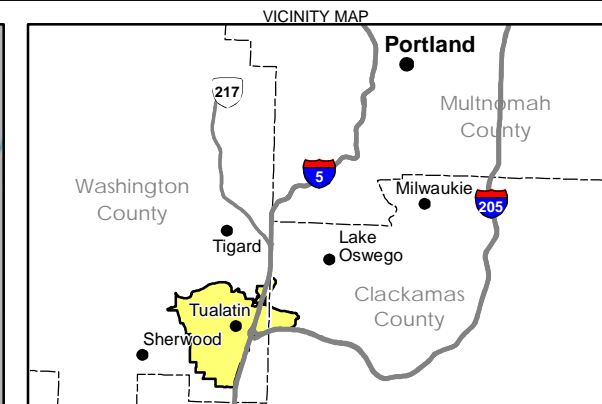 VICINITY MAP
Portland
217
Multnomah
County
5
Washington
County
Milwaukie
205
Tigard
Lake
Oswego
Clackamas
County
Tualatin
Sherwood